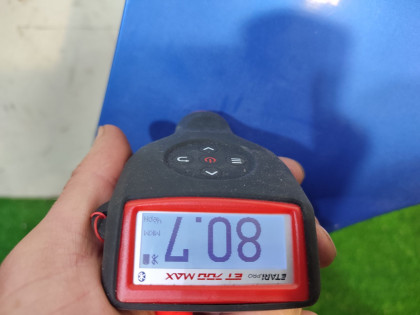 ETARI PRO ET 700 MAX
80.7